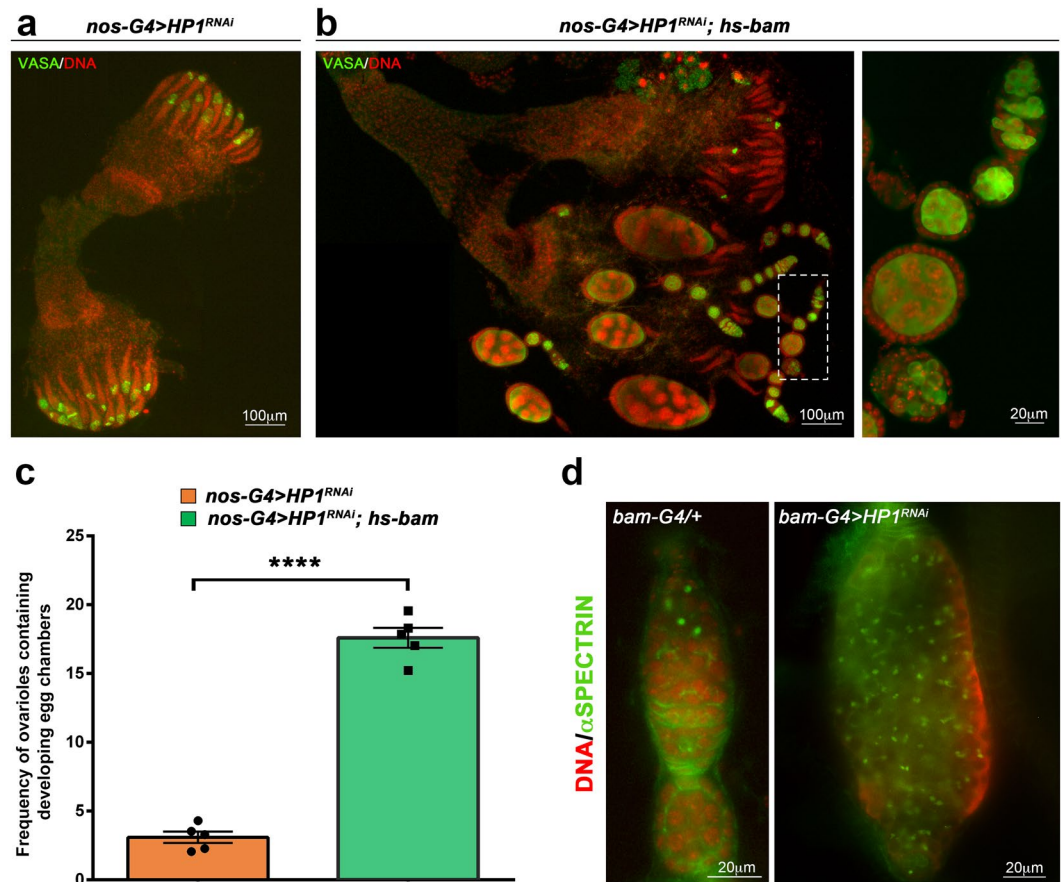 a
nos-G4>HP1RNAi
VASA/DNA
100μm
b
nos-G4>HP1RNAi; hs-bam
VASA/DNA
100μm
20μm
c
nos-G4>HP1RNAi
nos-G4>HP1RNAi; hs-bam
Frequency of ovarioles containing
developing egg chambers
25
20
15
10
5
0
****
d
DNA/αSPECTRIN
bam-G4/+
20μm
bam-G4>HP1RNAi
20μm